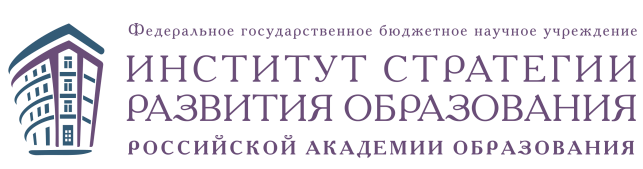 Федеральное государственное бюджетное научное учреждение
ИНСТИТУТ СТРАТЕГИИ
РАЗВИТИЯ ОБРАЗОВАНИЯ
РОССИЙСКОЙ АКАДЕМИИ ОБРАЗОВАНИЯ